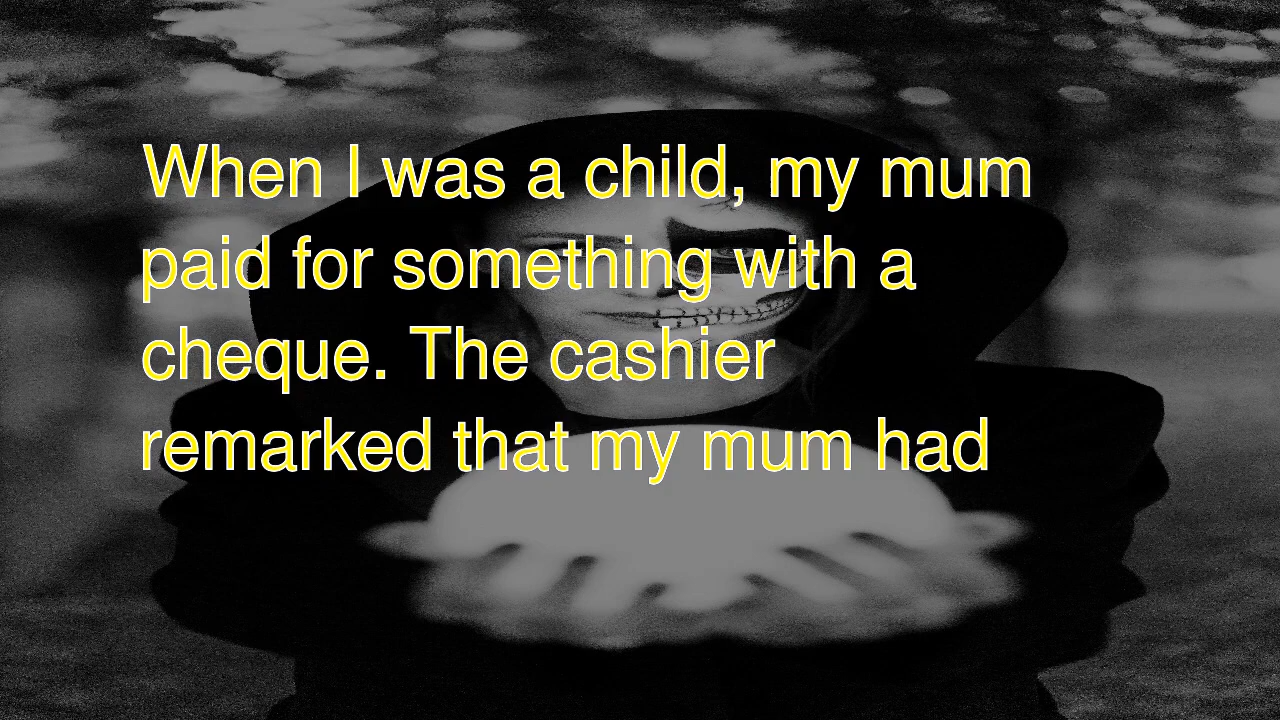 When I was a child, my mum
paid for something with a
cheque. The cashier
remarked that my mum had